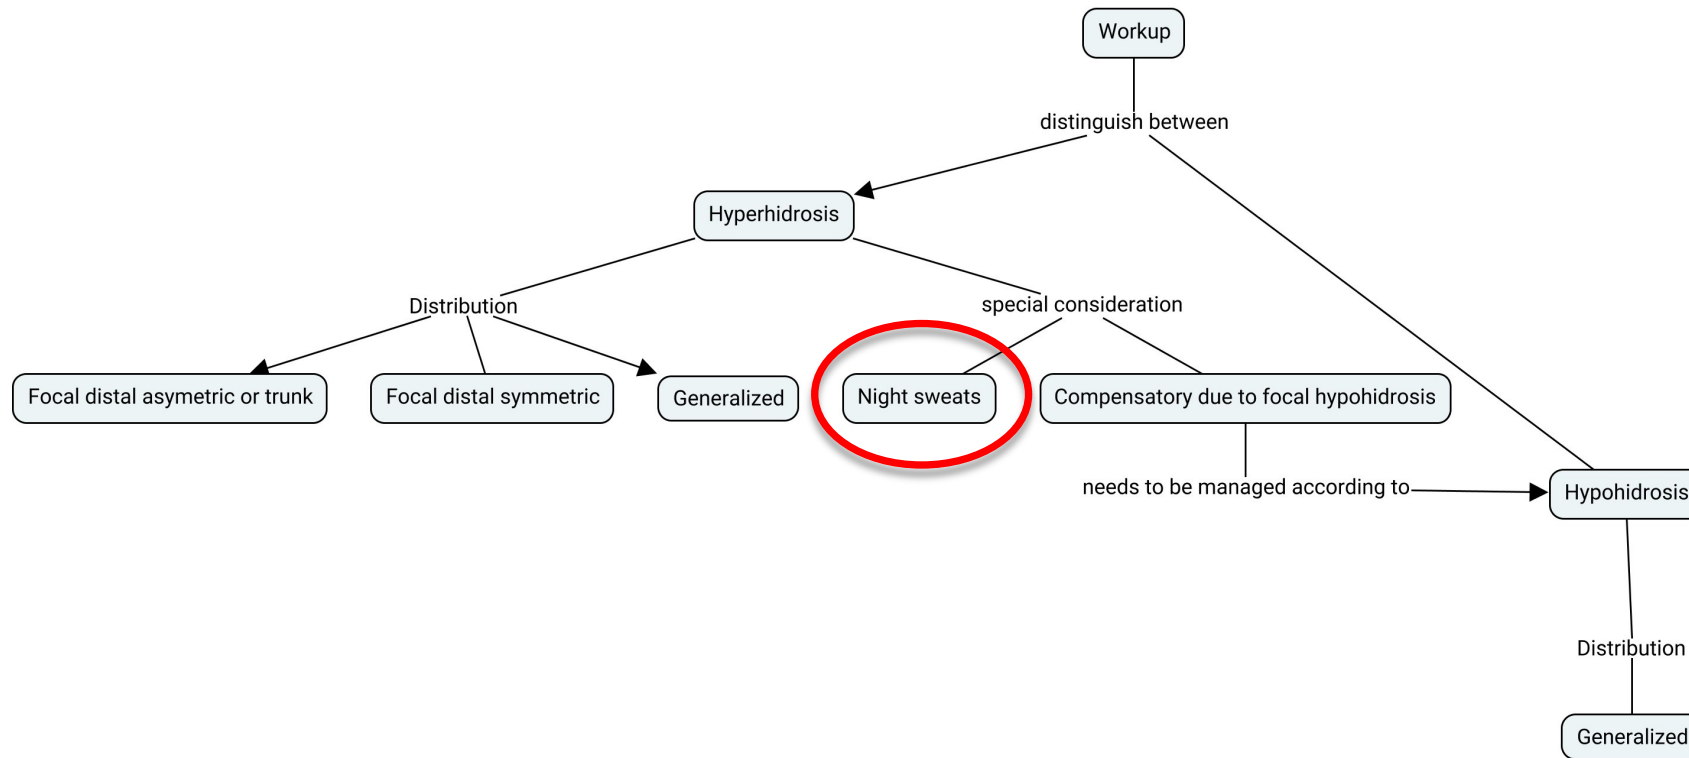 Workup
distinguish between
Hyperhidrosis
Distribution
special consideration
Focal distal asymetric or trunk
Focal distal symmetric
Generalized
Night sweats
Compensatory due to focal hypohidrosis
needs to be managed according to
Hypohidrosis
Distribution
Generalized